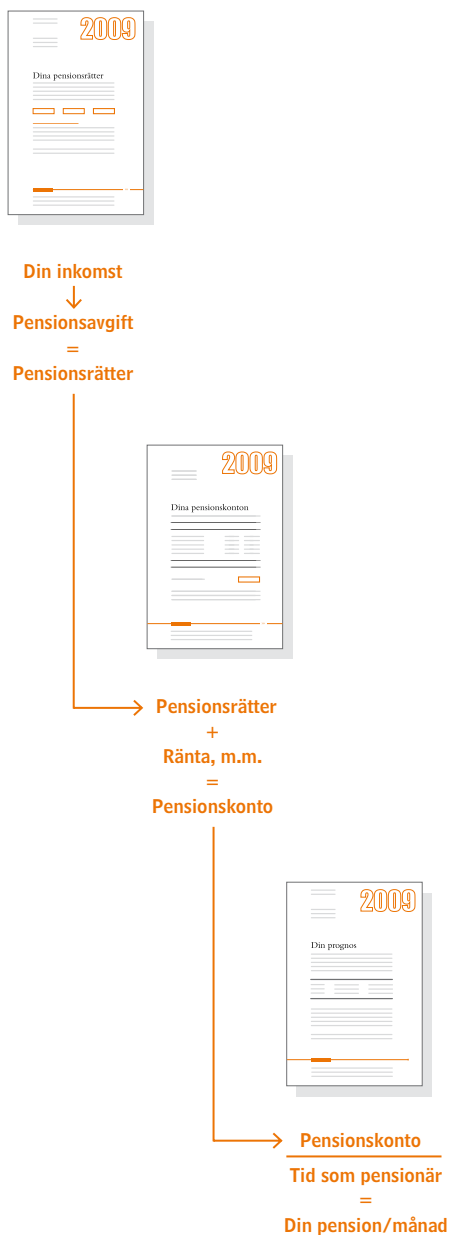 2009
Dina pensionsrätter
Din inkomst
↓
Pensionsavgift
=
Pensionsrätter
2009
Dina pensionskonton
Pensionsrätter
+
Ränta, m.m.
=
Pensionskonto
2009
Din prognos
Pensionskonto
Tid som pensionär
=
Din pension/månad